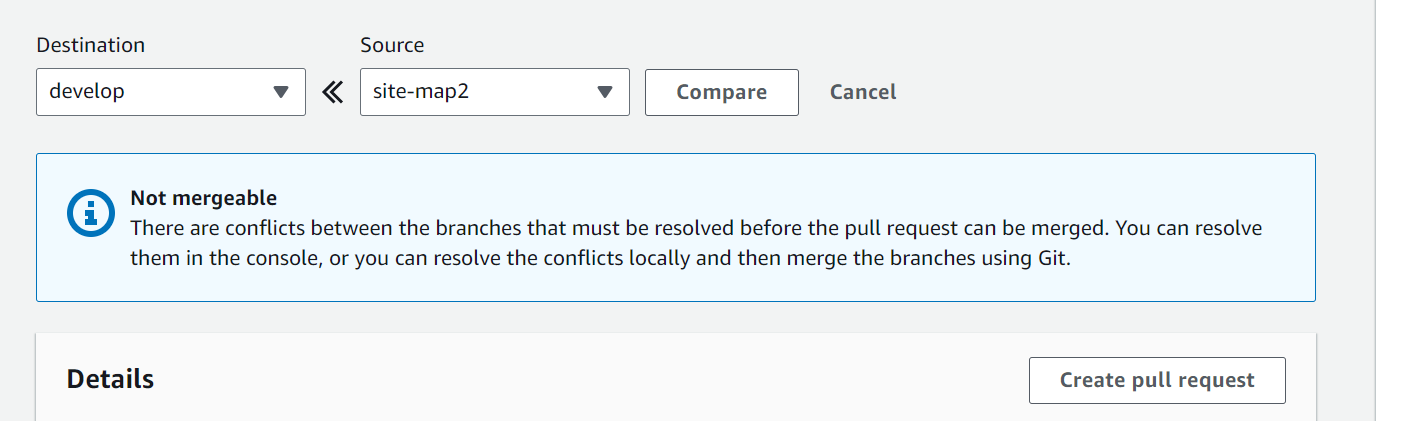 Destination
Source
develop
site-map2
Compare
Cancel
Not mergeable
There are conflicts between the branches that must be resolved before the pull request can be merged. You can resolve
them in the console, or you can resolve the conflicts locally and then merge the branches using Git.
Details
Create pull request